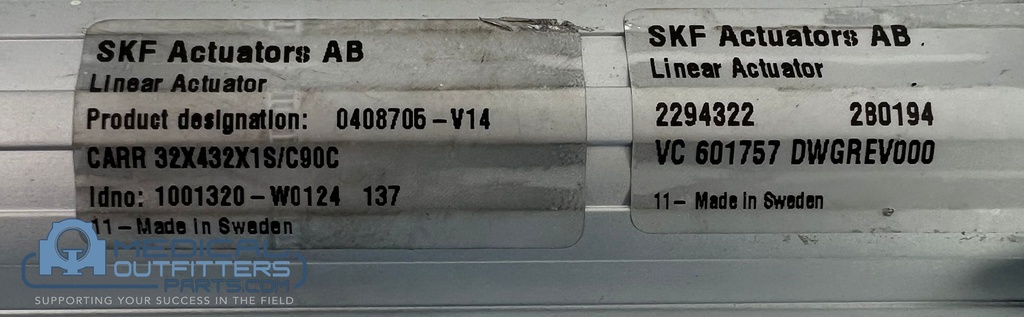 SKF Actuators AB
Linear Actuator
Product designation: 0408705-V14
CARR 32X432X1S/C90C
Idno: 1001320-W0124 137
11-Made in Sweden
SKF Actuators AB.
Linear Actuator
2294322 280194
VC 601757 DWGREV000
11- Made in Sweden
MEDICAL
OUTFITTERS
PARTS.COM
SUPPORTING YOUR SUCCESS IN THE FIELD